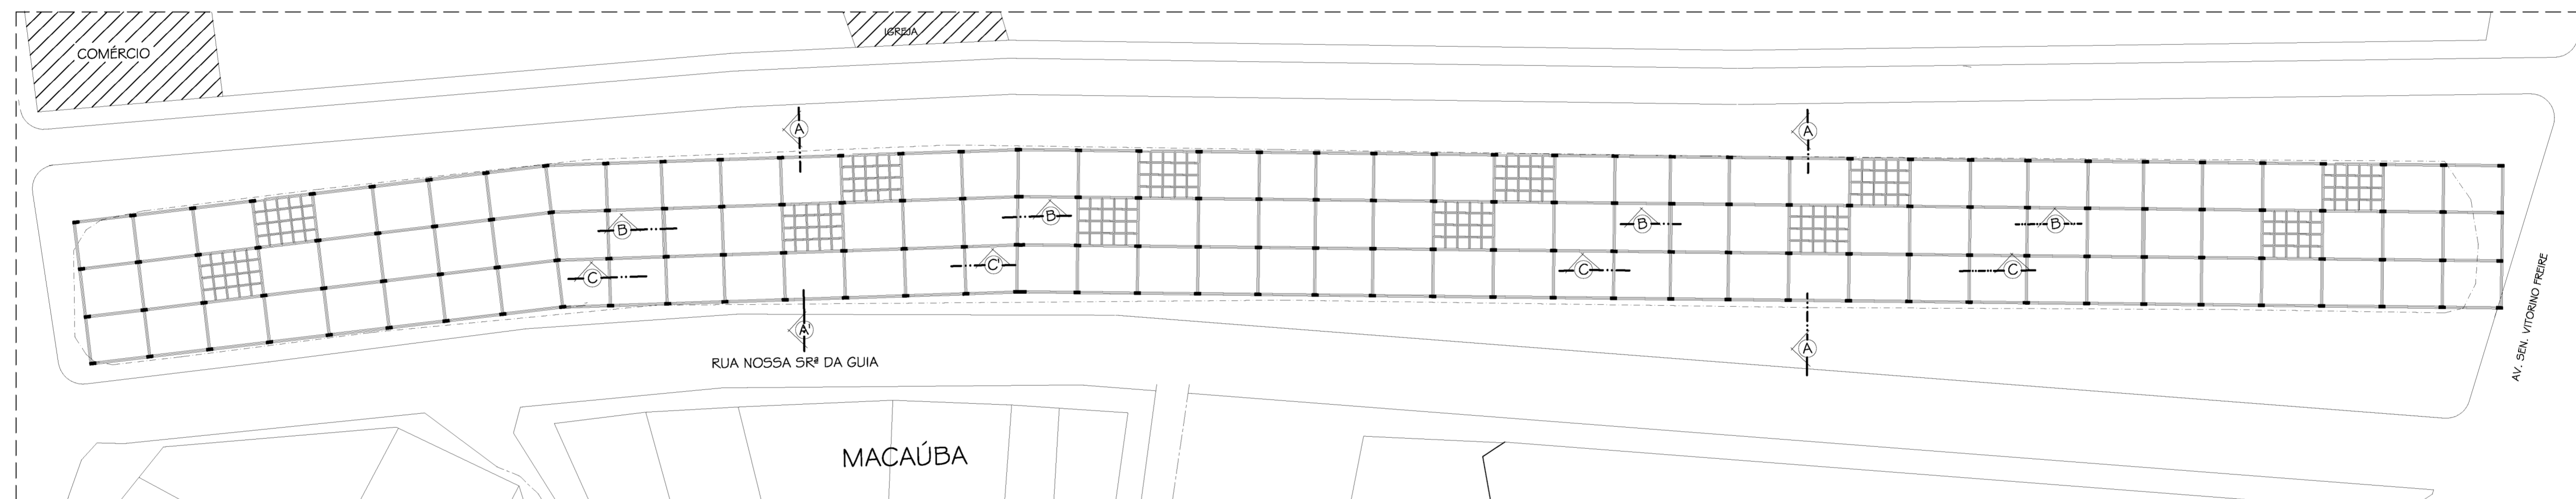 COMÉRCIO
IGREJA
A
A
B
B
B
B
C
C'
C
C
A'
A
RUA NOSSA SRª DA GUIA
AV. SEN. VITORINO FREIRE
MACAÚBA